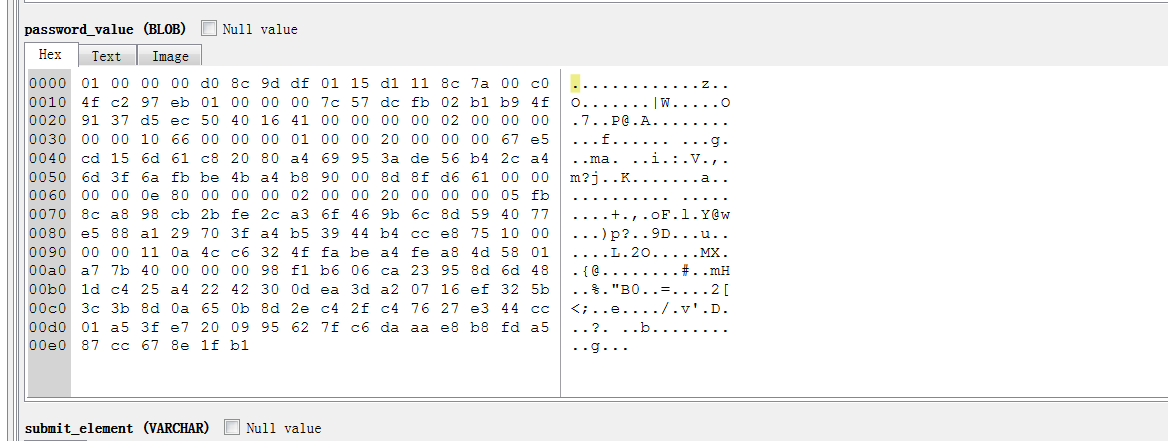 password_value (BLOB) Null value
Hex Text Image
0000 01 00 00 00 d0 8c 9d df 01 15 d1 11 8c 7a 00 c0 .............z..
0010 4f c2 97 eb 01 00 00 00 7c 57 dc fb 02 b1 b9 4f O.......|W.....O
0020 91 37 d5 ec 50 40 16 41 00 00 00 00 02 00 00 00 .7..P@.A........
0030 00 00 10 66 00 00 00 01 00 00 20 00 00 00 67 e5 ...f...... ...g.
0040 cd 15 6d 61 c8 20 80 a4 69 95 3a de 56 b4 2c a4 ..ma. ..i.:.V.,.
0050 6d 3f 6a fb be 4b a4 b8 90 00 8d 8f d6 61 00 00 m?j..K.......a..
0060 00 00 0e 80 00 00 00 02 00 00 20 00 00 00 05 fb .......... .....
0070 8c a8 98 cb 2b fe 2c a3 6f 46 9b 6c 8d 59 40 77 ....+.,.oF.l.Y@w
0080 e5 88 a1 29 70 3f a4 b5 39 44 b4 cc e8 75 10 00 ...)p?..9D...u..
0090 00 00 11 0a 4c c6 32 4f fa be a4 fe a8 4d 58 01 ....L.2O.....MX.
00a0 a7 7b 40 00 00 00 98 f1 b6 06 ca 23 95 8d 6d 48 .{@........#..mH
00b0 1d c4 25 a4 22 42 30 0d ea 3d a2 07 16 ef 32 5b ..%."B0..=....2[
00c0 3c 3b 8d 0a 65 0b 8d 2e c4 2f c4 76 27 e3 44 cc <;..e..../.v'.D.
00d0 01 a5 3f e7 20 09 95 62 7f c6 da aa e8 b8 fd a5 ..?. ..b........
00e0 87 cc 67 8e 1f b1 ..g...
submit_element (VARCHAR) Null value